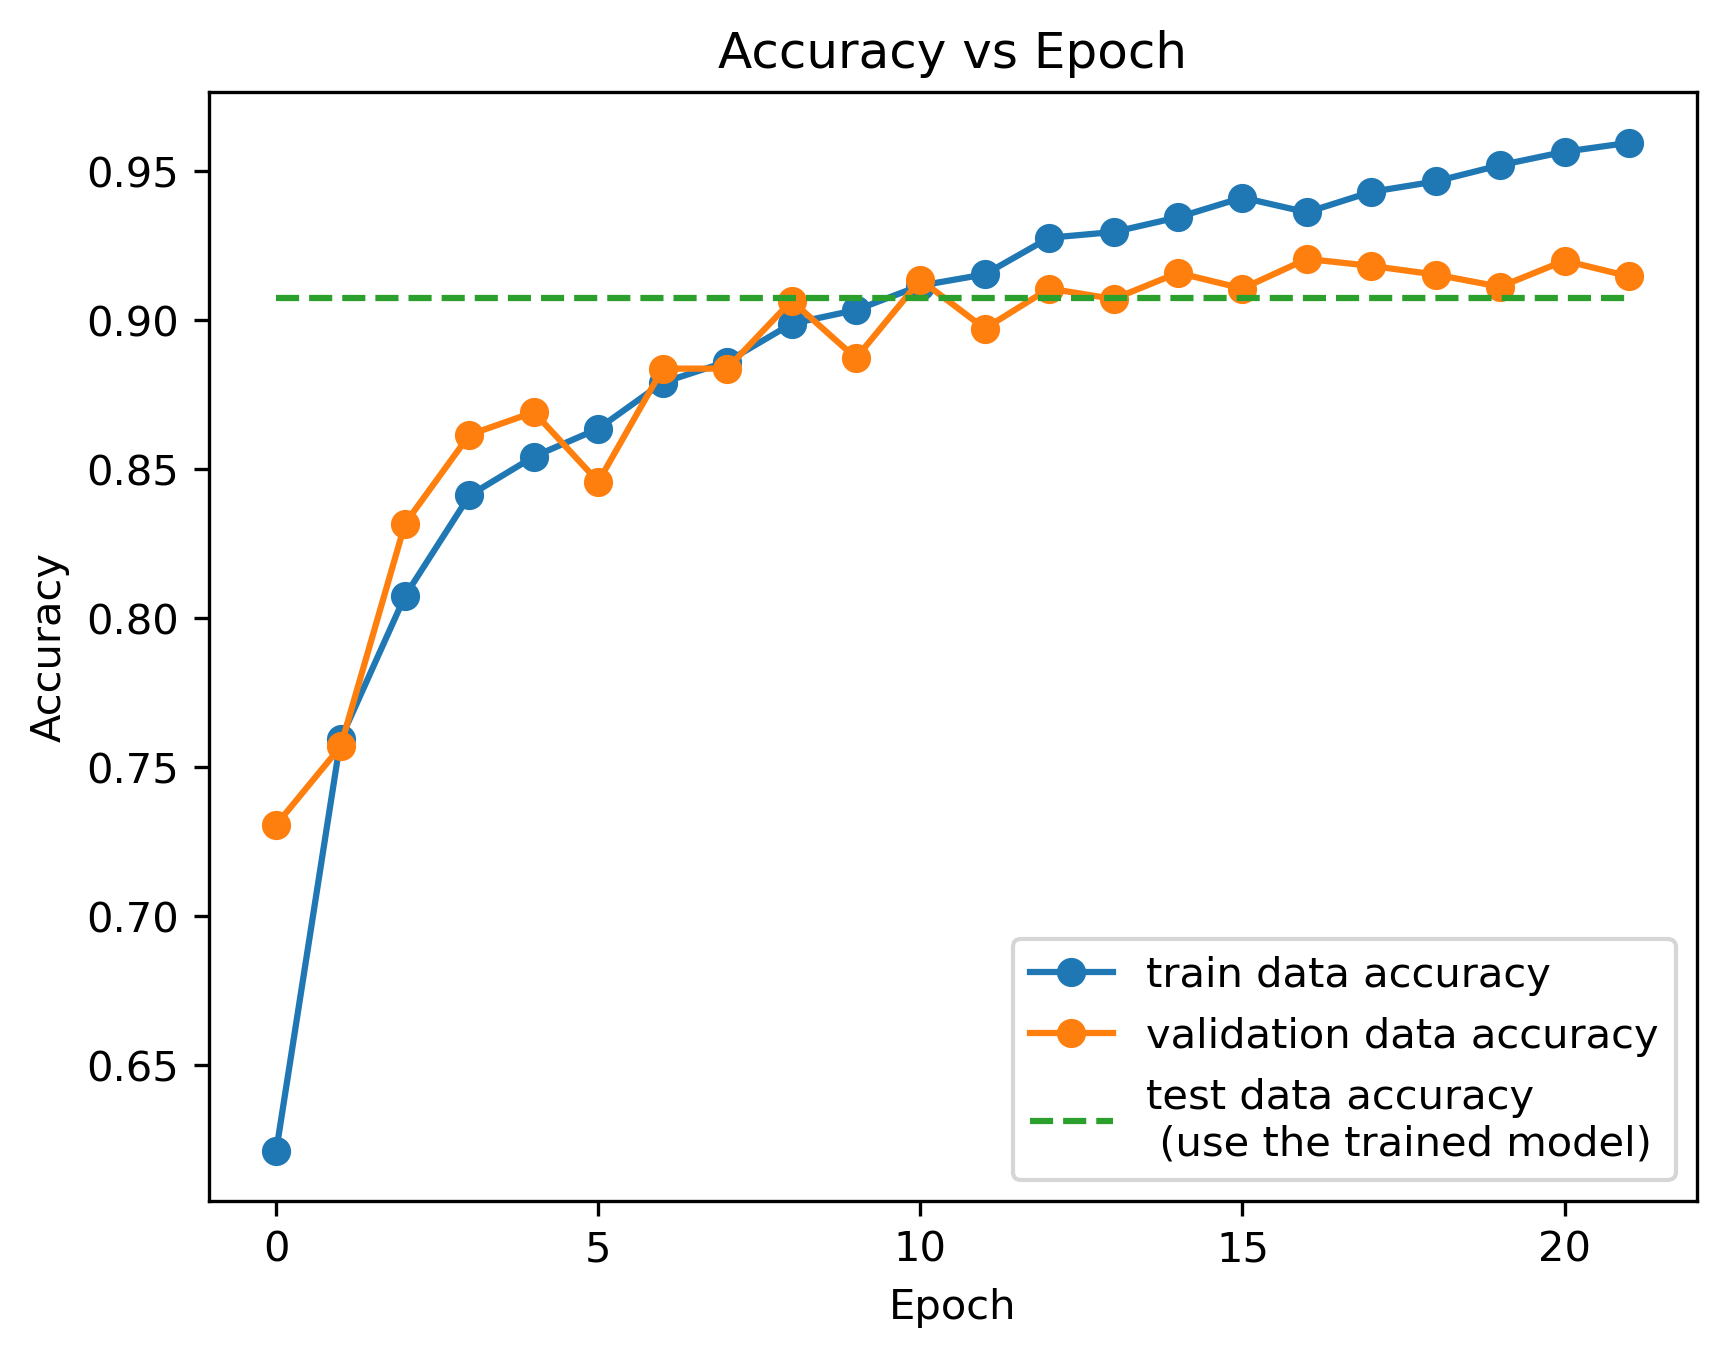 Accuracy vs Epoch
Accuracy
0.95
0.90
0.85
0.80
0.75
0.70
0.65
train data accuracy
validation data accuracy
test data accuracy
(use the trained model)
0 5 10 15 20
Epoch